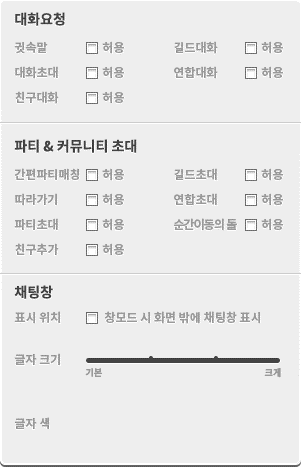 대화요청
귓속말 허용 길드대화 허용
대화초대 허용 연합대화 허용
친구대화 허용
파티 & 커뮤니티 초대
간편파티매칭 허용 길드초대 허용
따라가기 허용 연합초대 허용
파티초대 허용 순간이동의 돌 허용
친구추가 허용
채팅창
표시 위치 창모드 시 화면 밖에 채팅창 표시
글자 크기
기본 크게
글자 색